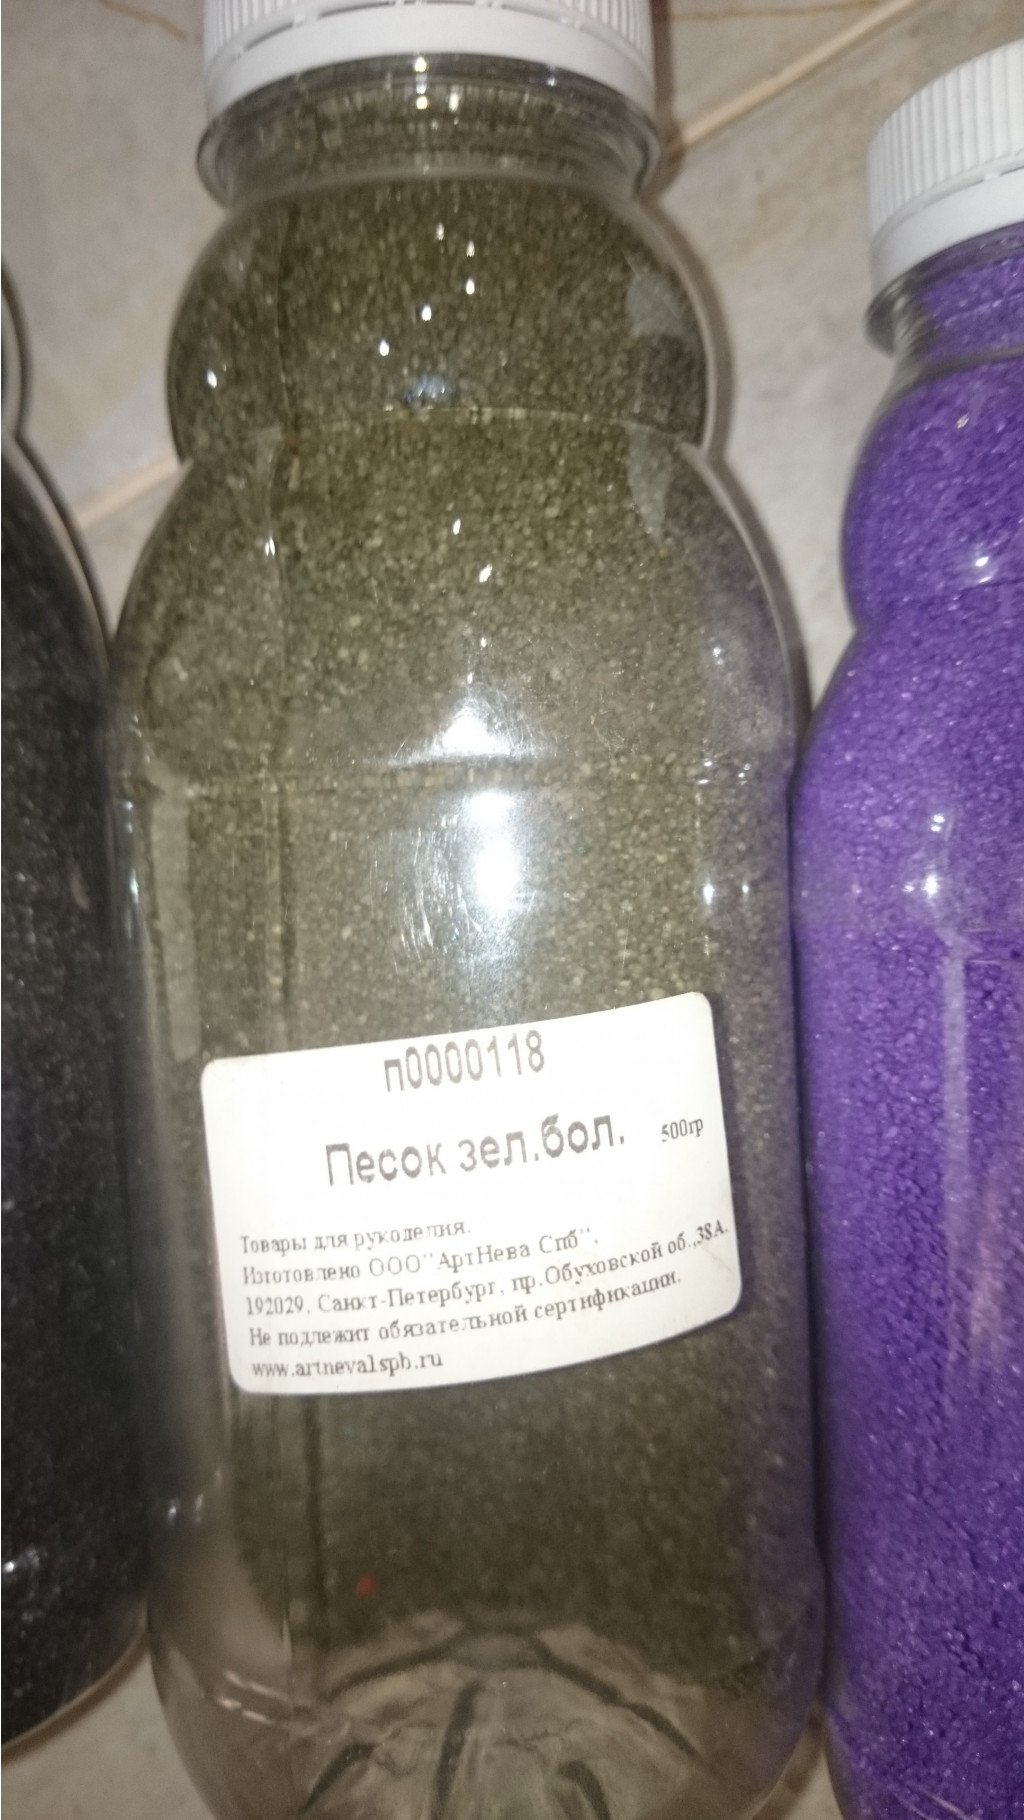 п0000118
Песок зел.бол. 500гр
Товары для рукоделия.
Изготовлено ООО"АртНева Спб",
192029, Санкт-Петербург, пр.Обуховской об.,38А.
Не подлежит обязательной сертификации.
www.artneva1spb.ru